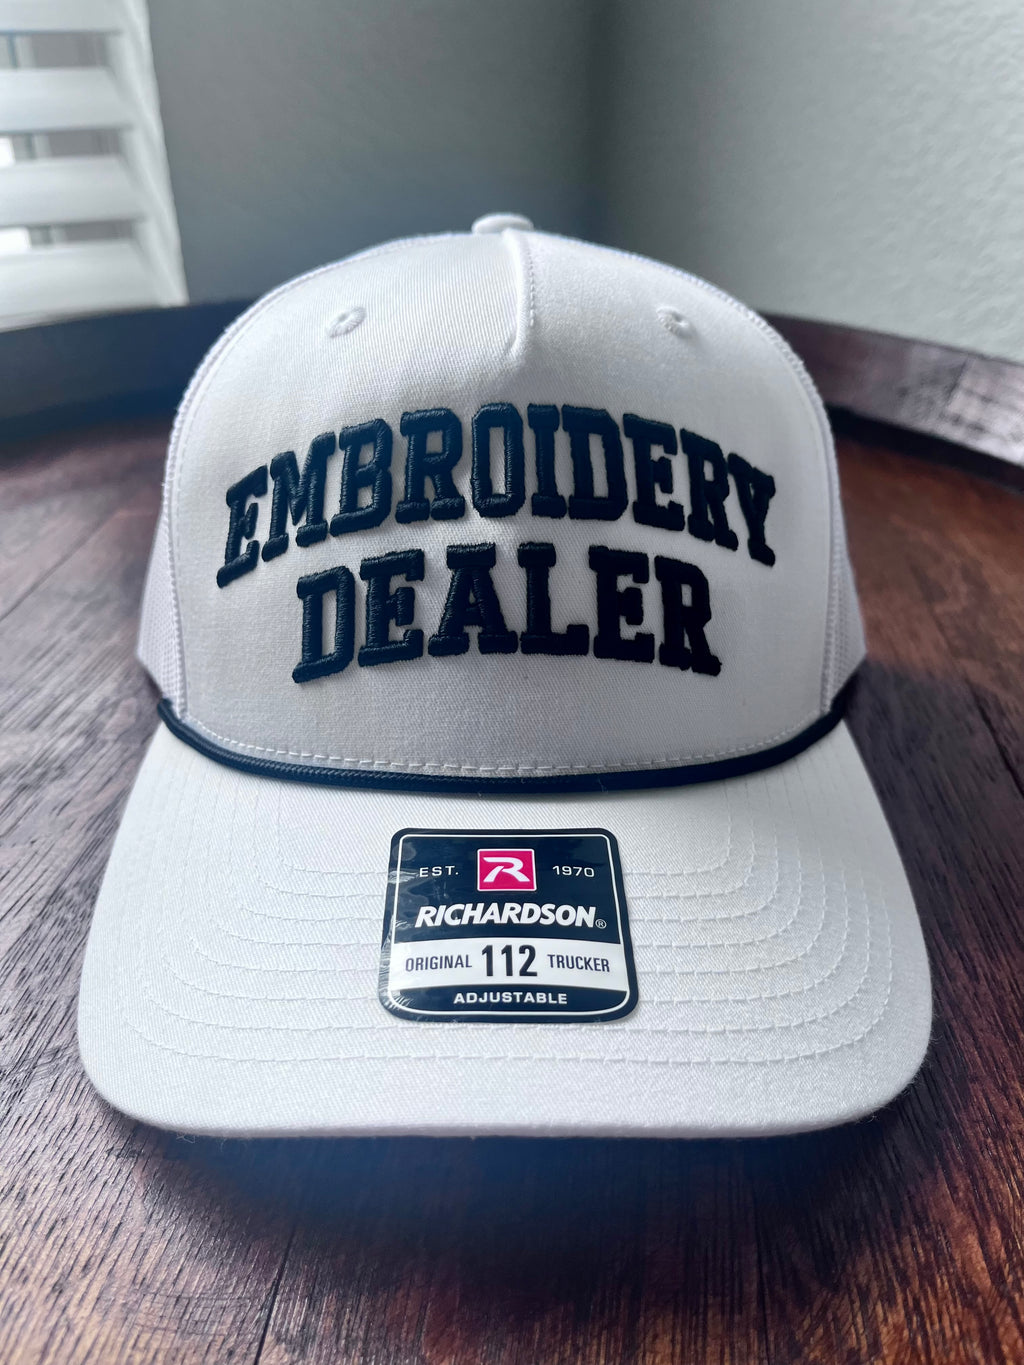 EMBROIDERY
DEALER
EST. R 1970
RICHARDSON®
ORIGINAL 112 TRUCKER
ADJUSTABLE